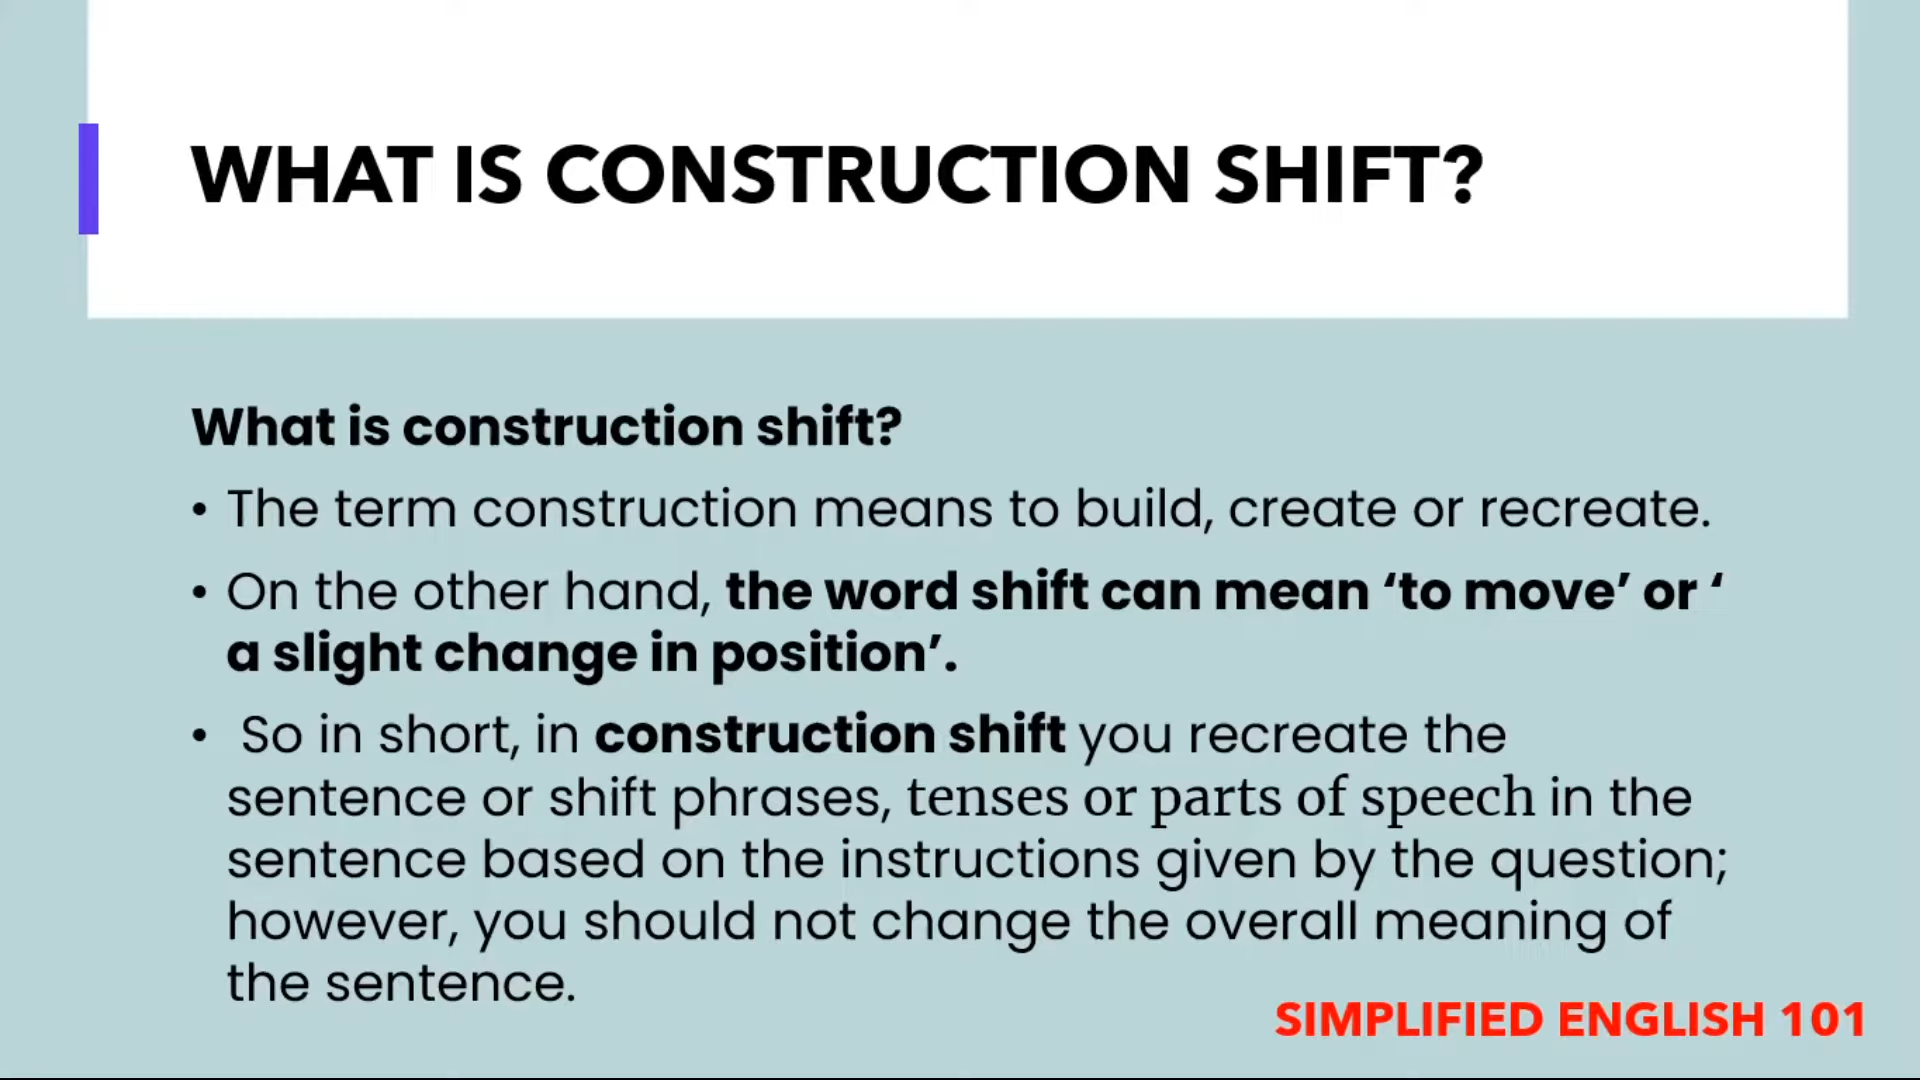 WHAT IS CONSTRUCTION SHIFT?
What is construction shift?
• The term construction means to build, create or recreate.
• On the other hand, the word shift can mean ‘to move’ or ‘
a slight change in position’.
• So in short, in construction shift you recreate the
sentence or shift phrases, tenses or parts of speech in the
sentence based on the instructions given by the question;
however, you should not change the overall meaning of
the sentence.
SIMPLIFIED ENGLISH 101